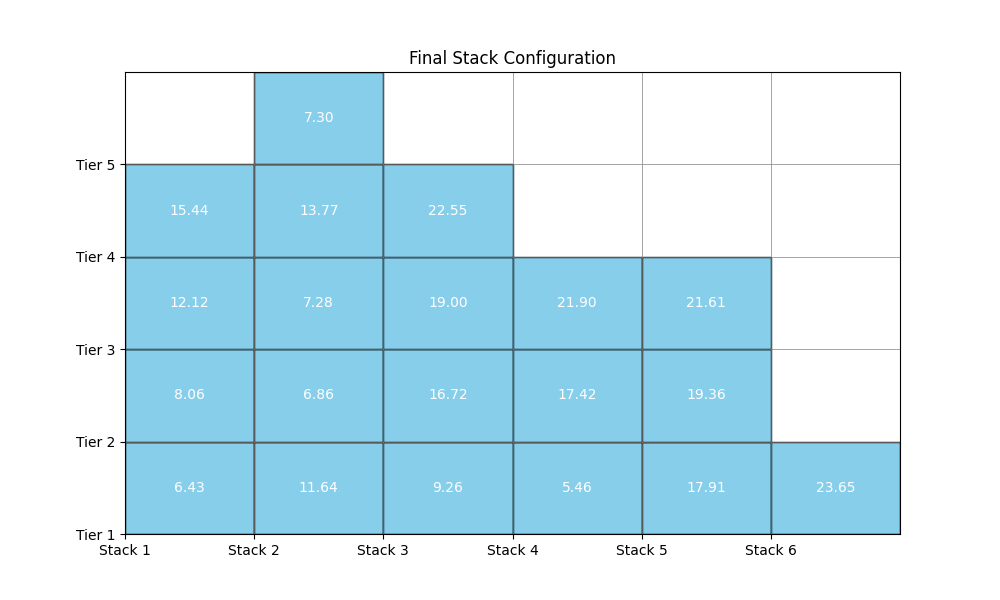 Final Stack Configuration
7.30
Tier 5
15.44 13.77 22.55
Tier 4
12.12 7.28 19.00 21.90 21.61
Tier 3
8.06 6.86 16.72 17.42 19.36
Tier 2
6.43 11.64 9.26 5.46 17.91 23.65
Tier 1
Stack 1 Stack 2 Stack 3 Stack 4 Stack 5 Stack 6